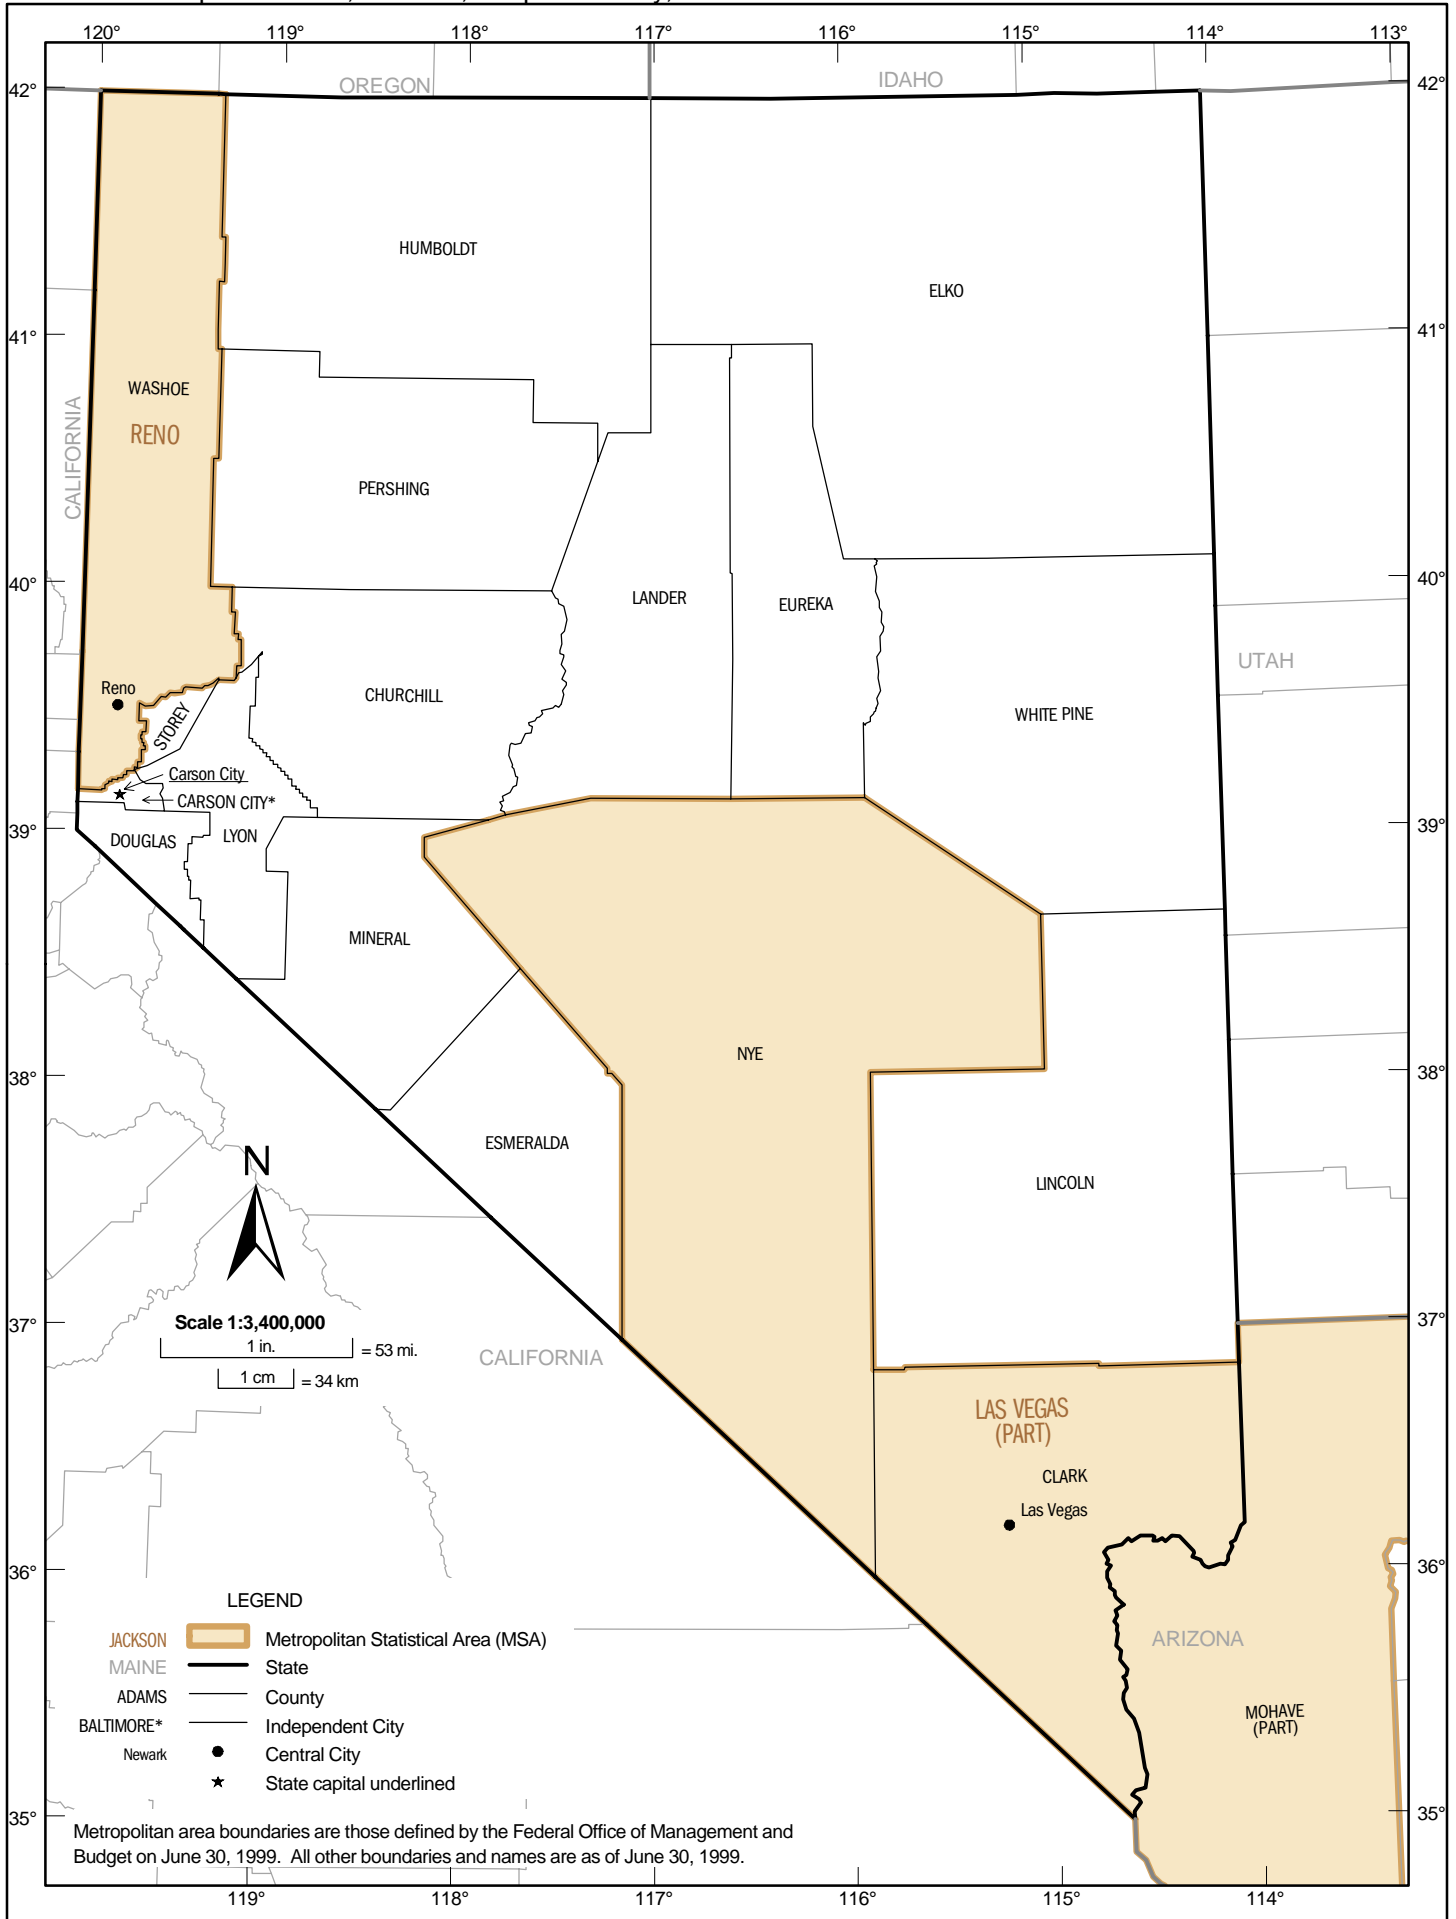 120° 119° 118° 117° 116° 115° 114° 113°
42° OREGON IDAHO 42°
HUMBOLDT
ELKO
41° 41°
WASHOE
RENO
CALIFORNIA
PERSHING
40° 40°
LANDER
EUREKA
UTAH
Reno
CHURCHILL
STOREY
WHITE PINE
Carson City
CARSON CITY*
39° DOUGLAS LYON 39°
MINERAL
NYE
38° 38°
ESMERALDA
N
LINCOLN
37° 37°
Scale 1:3,400,000
1 in. = 53 mi.
1 cm = 34 km
CALIFORNIA
LAS VEGAS
(PART)
CLARK
Las Vegas
36° 36°
LEGEND
JACKSON Metropolitan Statistical Area (MSA)
MAINE State
ADAMS County
BALTIMORE* Independent City
Newark Central City
State capital underlined
ARIZONA
MOHAVE
(PART)
35° 35°
Metropolitan area boundaries are those defined by the Federal Office of Management and
Budget on June 30, 1999. All other boundaries and names are as of June 30, 1999.
119° 118° 117° 116° 115° 114°